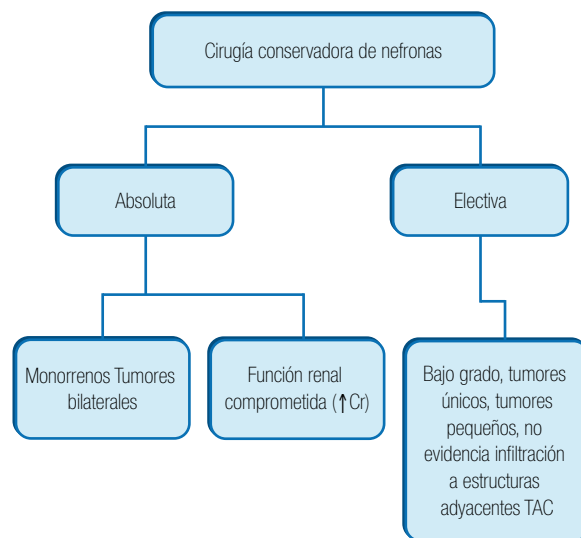 Cirugía conservadora de nefronas
Absoluta
Electiva
Monorrenos Tumores
bilaterales
Función renal
comprometida (↑Cr)
Bajo grado, tumores
únicos, tumores
pequeños, no
evidencia infiltración
a estructuras
adyacentes TAC